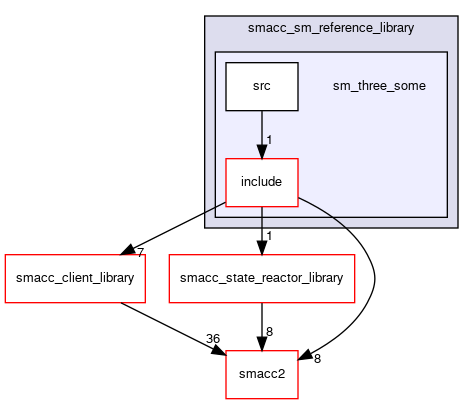 smacc_sm_reference_library
src
sm_three_some
1
include
7
1
smacc_client_library
smacc_state_reactor_library
36
8
8
smacc2